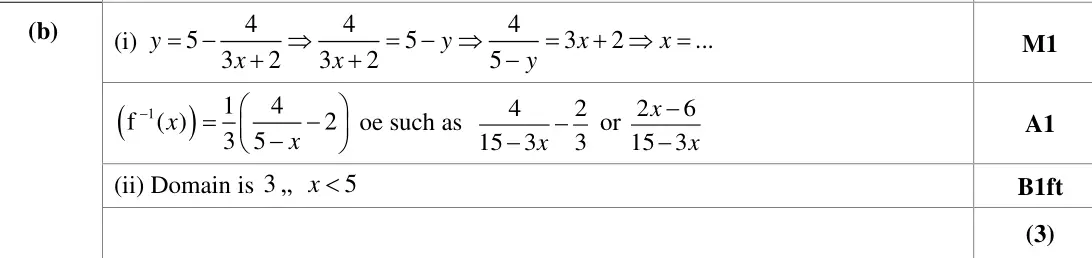 (b) (i) y = 5 − 4/(3x + 2) ⇒ 4/(3x + 2) = 5 − y ⇒ 4/(5 − y) = 3x + 2 ⇒ x = ... M1
(f⁻¹(x)) = 1/3 (4/(5 − x) − 2) oe such as 4/(15 − 3x) − 2/3 or (2x − 6)/(15 − 3x) A1
(ii) Domain is 3 ,, x < 5 B1ft
(3)